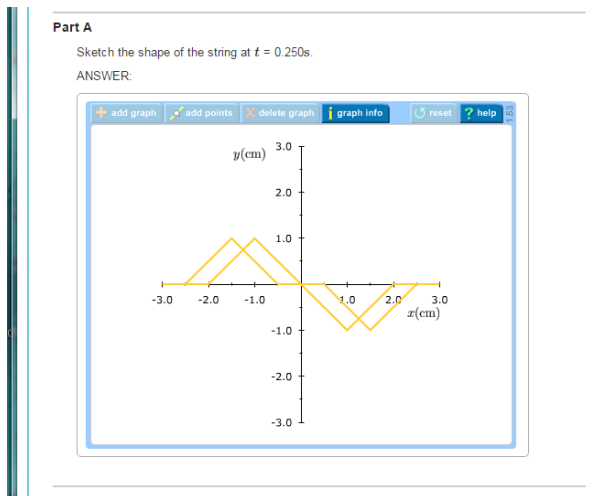 Part A
Sketch the shape of the string at t = 0.250s.
ANSWER:
add graph add points delete graph i graph info reset ? help 1.53
3.0
y(cm)
2.0
1.0
-3.0 -2.0 -1.0 1.0 2.0 3.0
x(cm)
-1.0
-2.0
-3.0